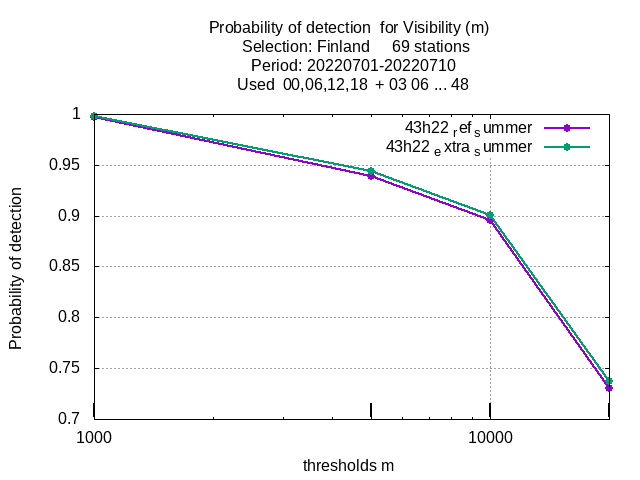 Probability of detection  for Visibility (m)
Selection: Finland     69 stations
Period: 20220701-20220710
Used  00,06,12,18  + 03 06 ... 48
43h22 ref summer
43h22 extra summer
1
0.95
0.9
0.85
0.8
0.75
0.7
Probability of detection
1000
10000
thresholds m